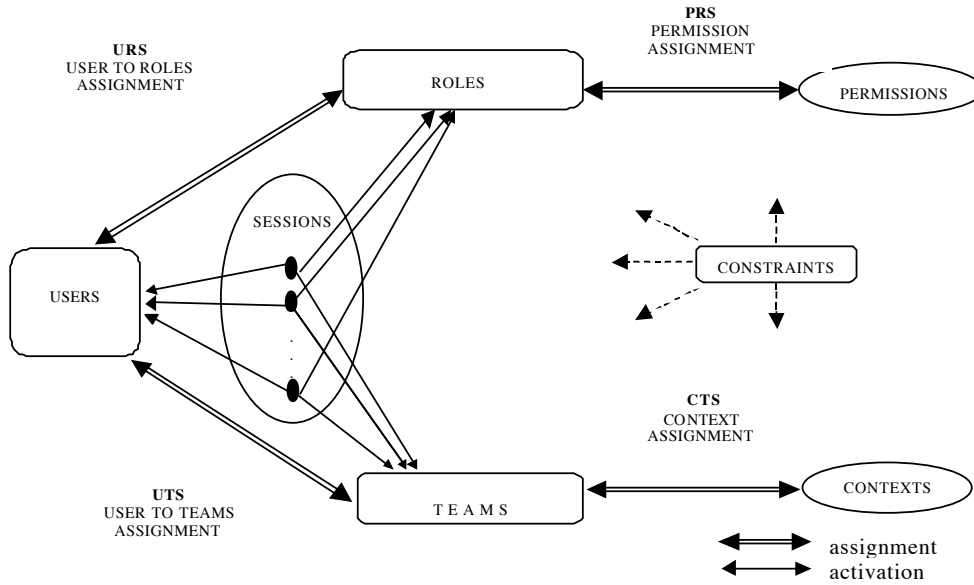 PRS
PERMISSION
ASSIGNMENT
URS
USER TO ROLES
ASSIGNMENT
ROLES
PERMISSIONS
SESSIONS
CONSTRAINTS
USERS
CTS
CONTEXT
ASSIGNMENT
UTS
USER TO TEAMS
ASSIGNMENT
TEAMS
CONTEXTS
assignment
activation